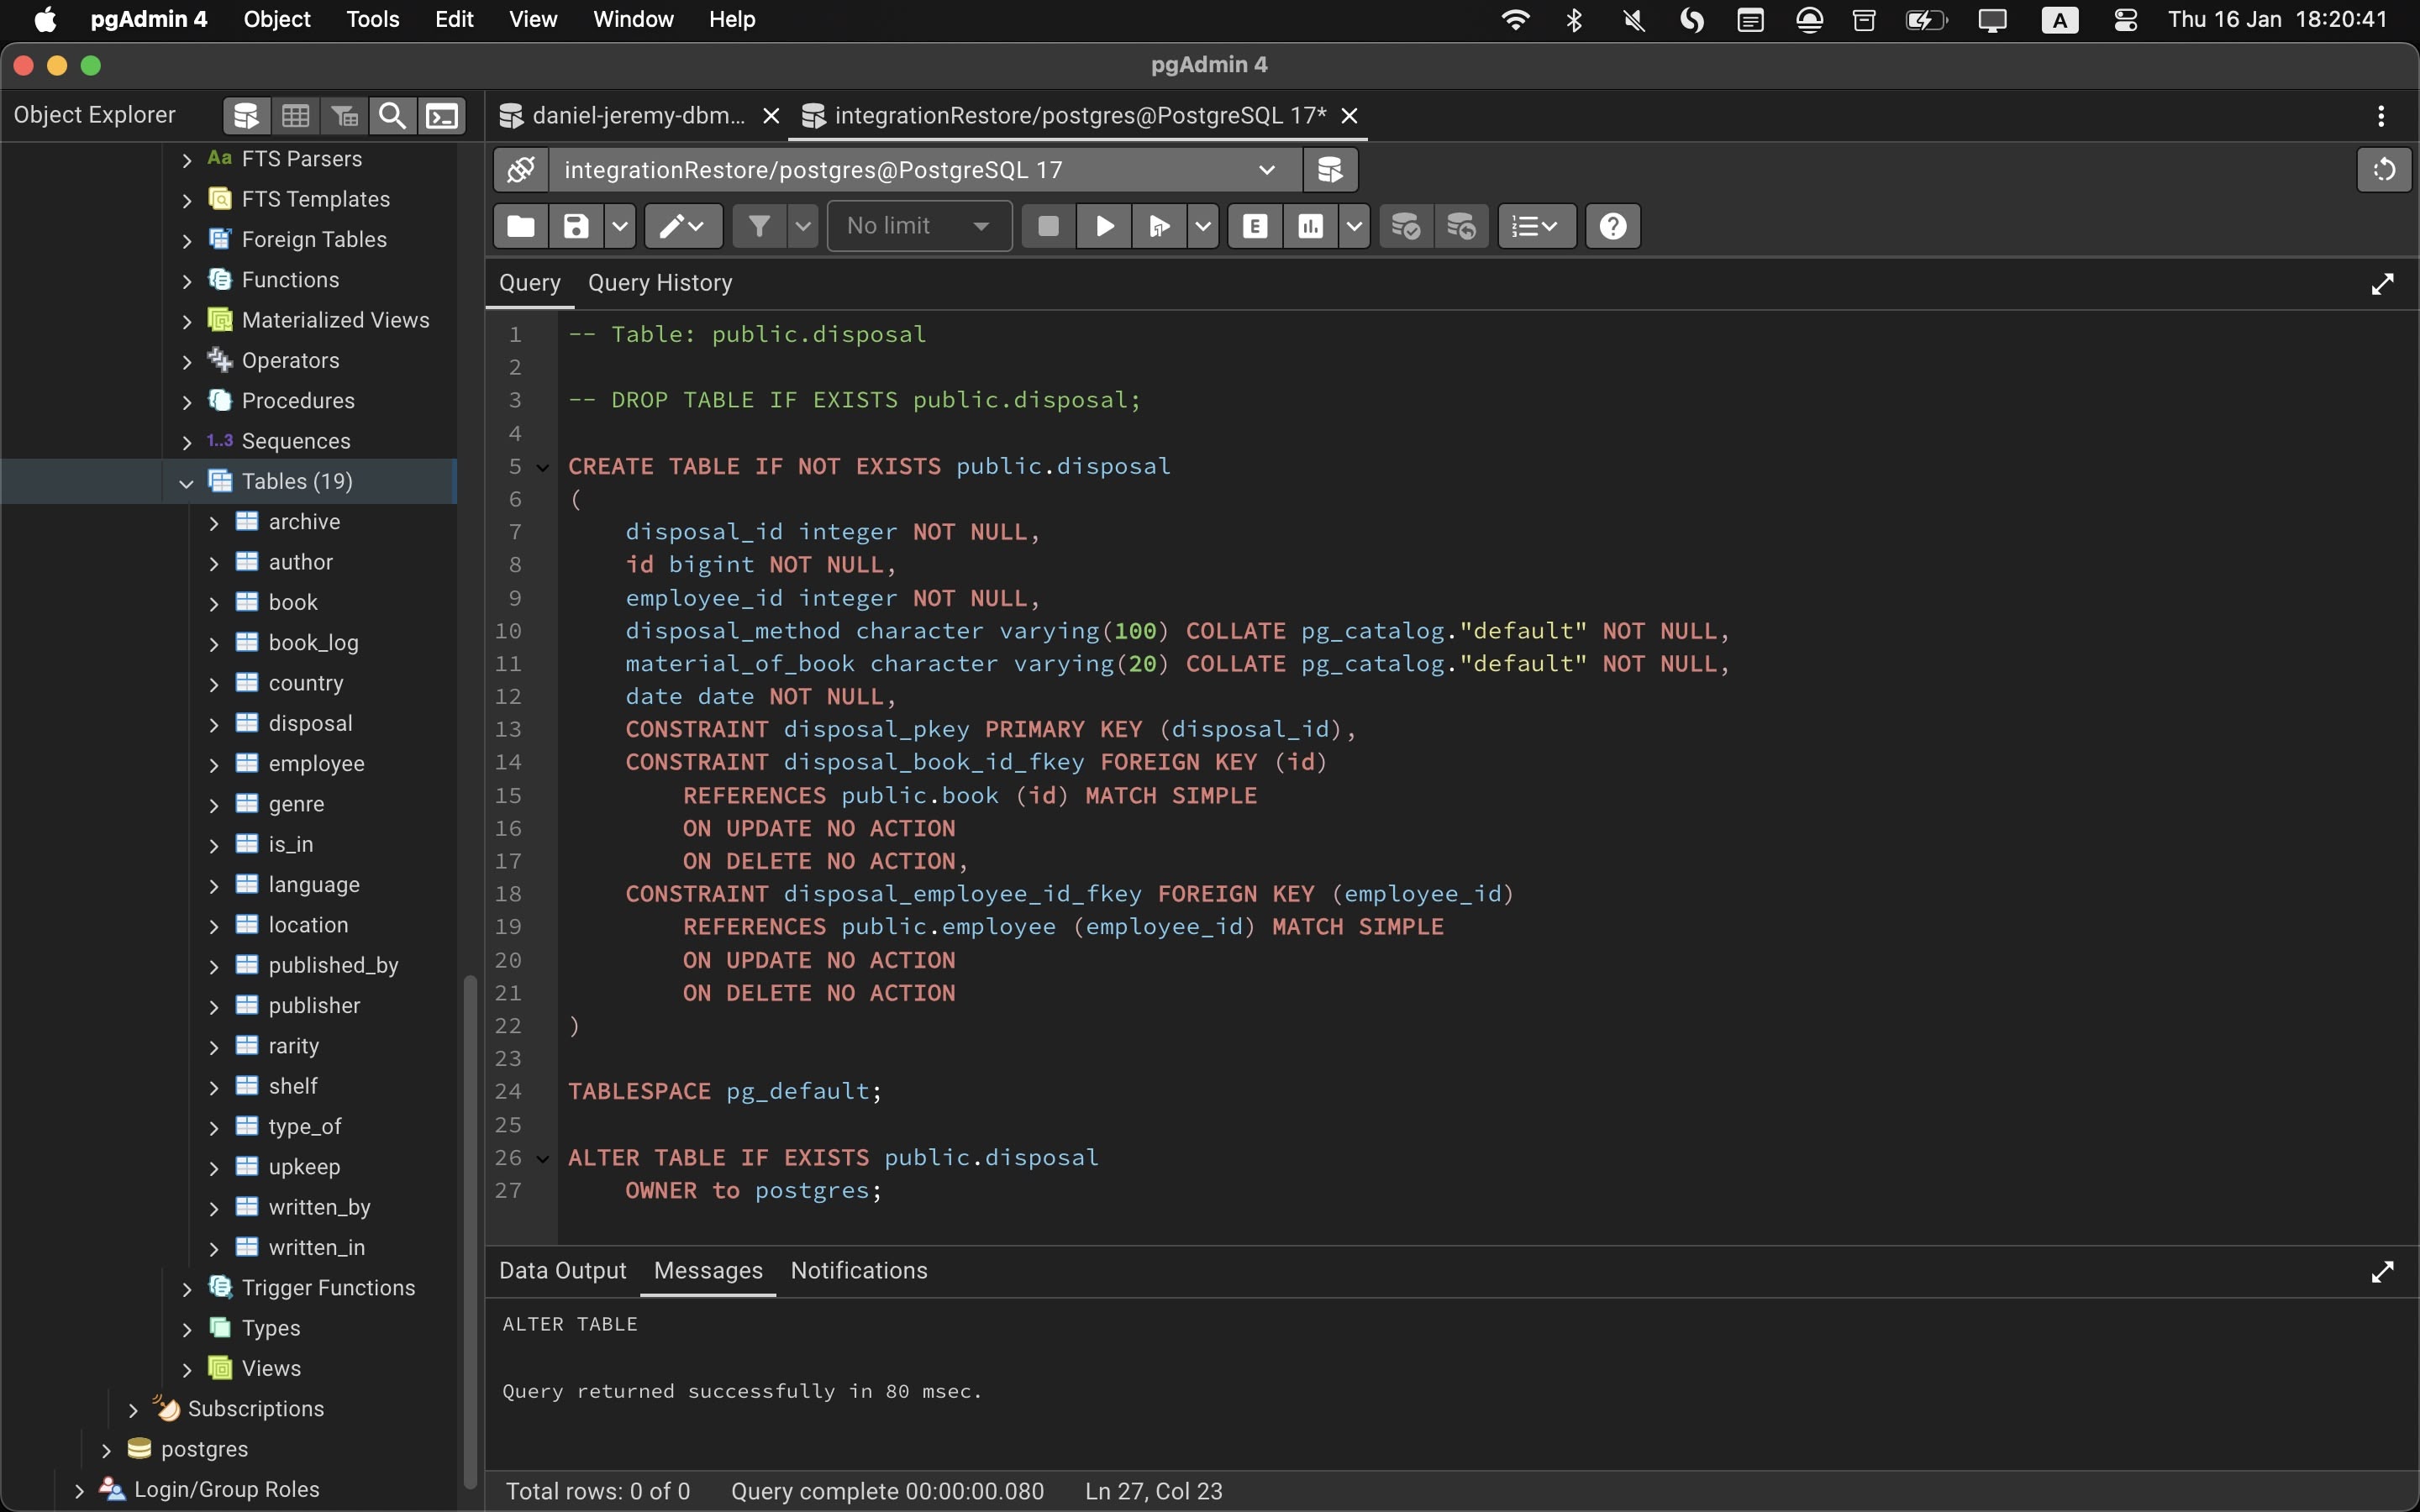 pgAdmin 4 Object Tools Edit View Window Help A Thu 16 Jan 18:20:41
pgAdmin 4
Object Explorer
daniel-jeremy-dbm... integrationRestore/postgres@PostgreSQL 17*
integrationRestore/postgres@PostgreSQL 17
No limit E
Query Query History
Aa FTS Parsers
FTS Templates
Foreign Tables
Functions
Materialized Views
Operators
Procedures
1..3 Sequences
Tables (19)
archive
author
book
book_log
country
disposal
employee
genre
is_in
language
location
published_by
publisher
rarity
shelf
type_of
upkeep
written_by
written_in
Trigger Functions
Types
Views
Subscriptions
postgres
Login/Group Roles
1 -- Table: public.disposal
2
3 -- DROP TABLE IF EXISTS public.disposal;
4
5 CREATE TABLE IF NOT EXISTS public.disposal
6 (
7 disposal_id integer NOT NULL,
8 id bigint NOT NULL,
9 employee_id integer NOT NULL,
10 disposal_method character varying(100) COLLATE pg_catalog."default" NOT NULL,
11 material_of_book character varying(20) COLLATE pg_catalog."default" NOT NULL,
12 date date NOT NULL,
13 CONSTRAINT disposal_pkey PRIMARY KEY (disposal_id),
14 CONSTRAINT disposal_book_id_fkey FOREIGN KEY (id)
15 REFERENCES public.book (id) MATCH SIMPLE
16 ON UPDATE NO ACTION
17 ON DELETE NO ACTION,
18 CONSTRAINT disposal_employee_id_fkey FOREIGN KEY (employee_id)
19 REFERENCES public.employee (employee_id) MATCH SIMPLE
20 ON UPDATE NO ACTION
21 ON DELETE NO ACTION
22 )
23
24 TABLESPACE pg_default;
25
26 ALTER TABLE IF EXISTS public.disposal
27 OWNER to postgres;
Data Output Messages Notifications
ALTER TABLE
Query returned successfully in 80 msec.
Total rows: 0 of 0 Query complete 00:00:00.080 Ln 27, Col 23